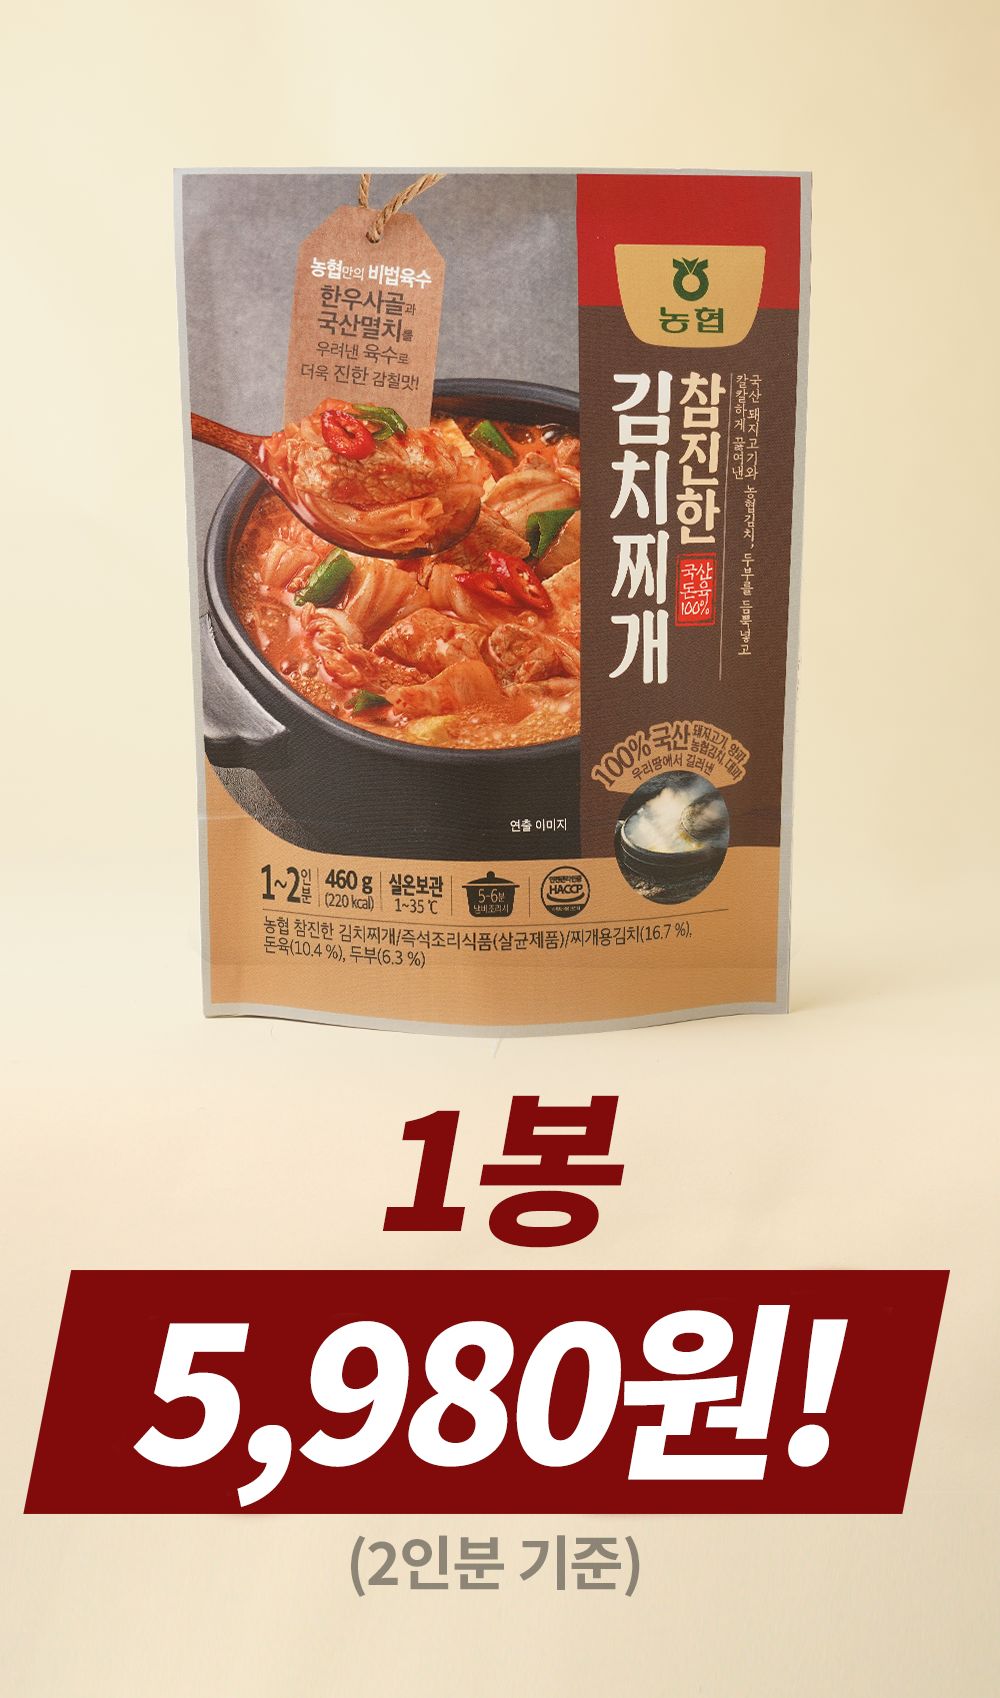 농협만의 비법육수
한우사골과
국산멸치를
우려낸 육수로
더욱 진한 감칠맛!
농협
국산 돼지고기와 농협김치, 두부를 듬뿍 넣고
칼칼하게 끓여낸
참진한
김치찌개
국산
돈육
100%
100% 국산 돼지고기, 양파,
농협김치, 대파
우리땅에서 길러낸
연출 이미지
1~2인분
460 g
(220 kcal)
실온보관
1~35 ℃
5-6분
냄비조리시
HACCP
농협 참진한 김치찌개/즉석조리식품(살균제품)/찌개용김치(16.7 %),
돈육(10.4 %), 두부(6.3 %)
1봉
5,980원!
(2인분 기준)